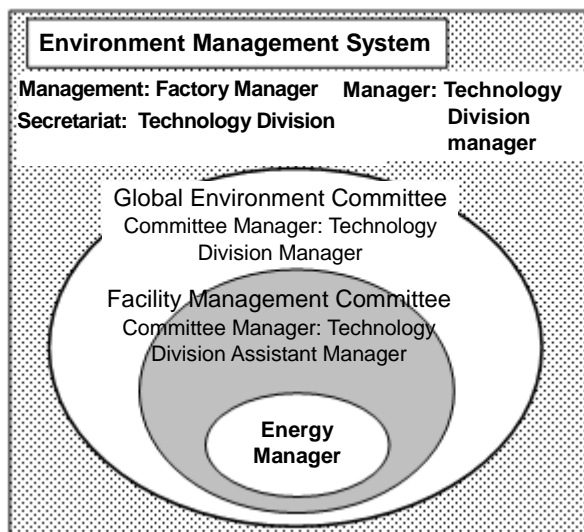 Environment Management System
Management: Factory Manager Manager: Technology
Secretariat: Technology Division Division
manager
Global Environment Committee
Committee Manager: Technology
Division Manager
Facility Management Committee
Committee Manager: Technology
Division Assistant Manager
Energy
Manager